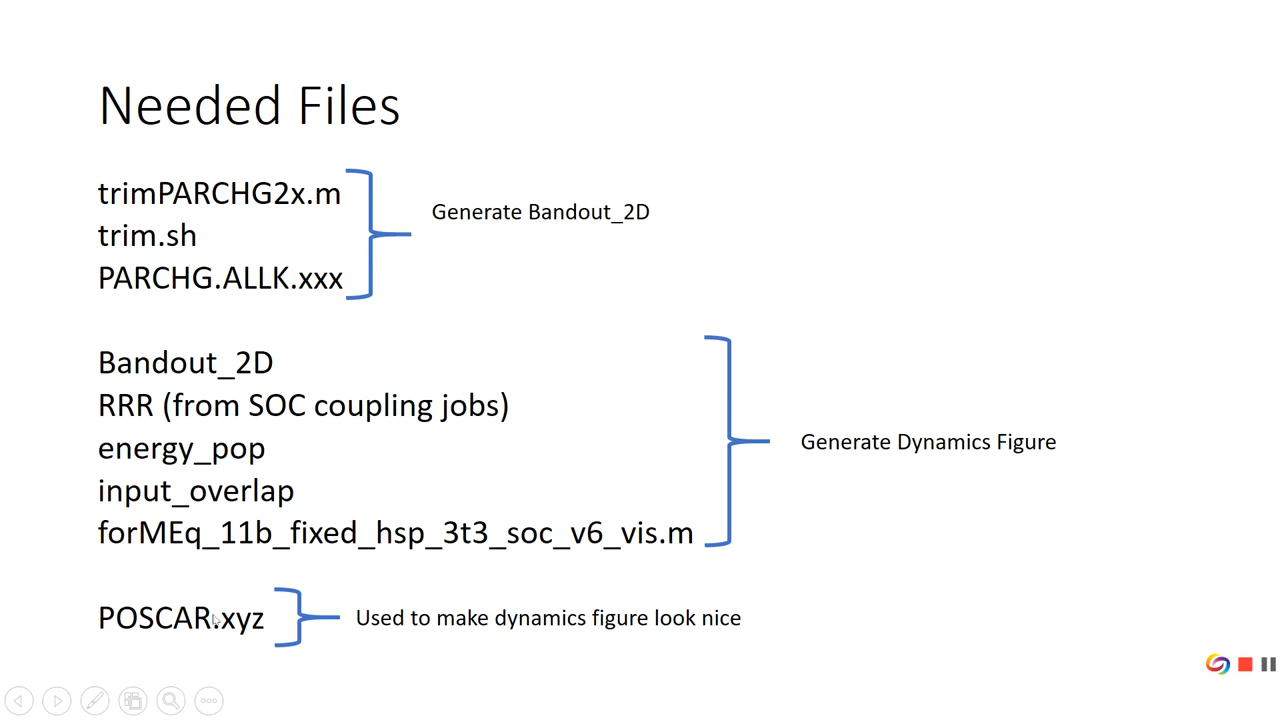 Needed Files
trimPARCHG2x.m
trim.sh
PARCHG.ALLK.xxx
Generate Bandout_2D
Bandout_2D
RRR (from SOC coupling jobs)
energy_pop
input_overlap
forMEq_11b_fixed_hsp_3t3_soc_v6_vis.m
Generate Dynamics Figure
POSCAR.xyz
Used to make dynamics figure look nice